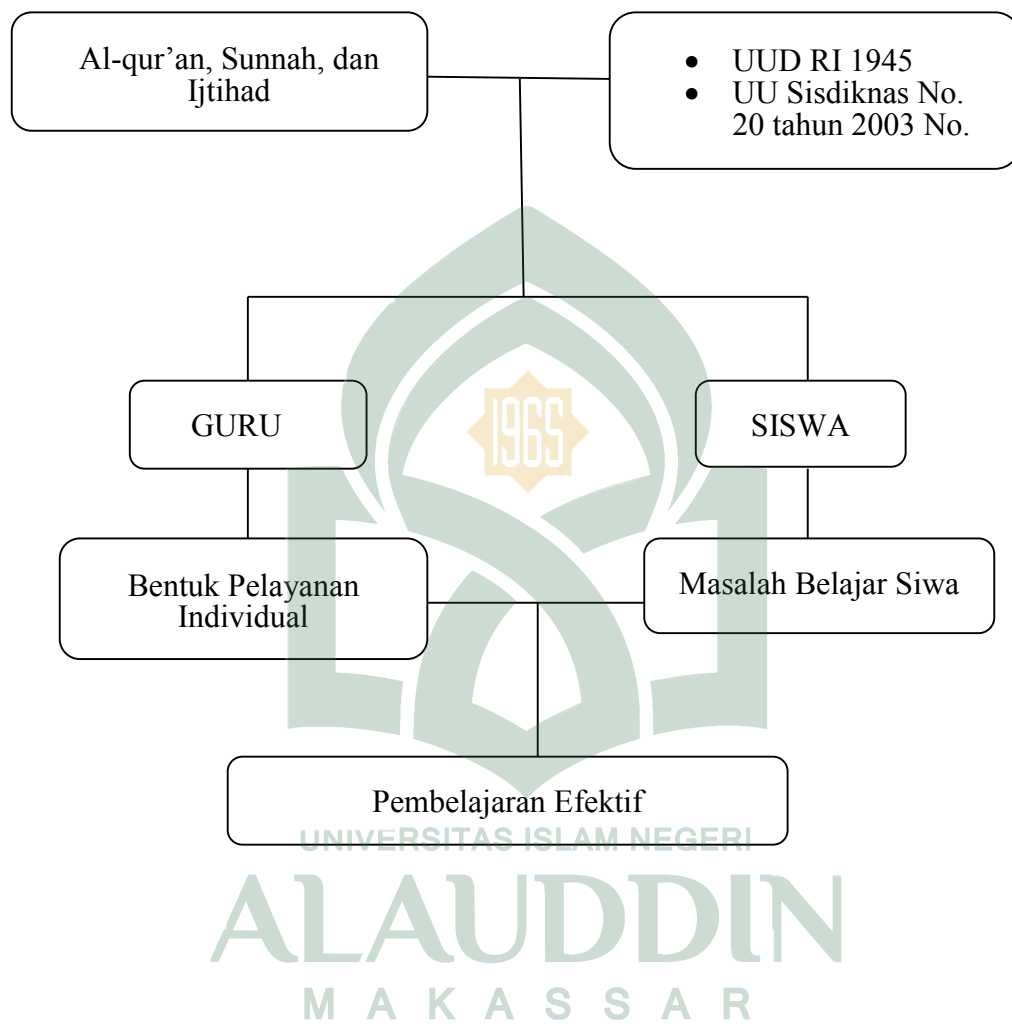 Al-qur’an, Sunnah, dan
Ijtihad
• UUD RI 1945
• UU Sisdiknas No.
20 tahun 2003 No.
1965
GURU
SISWA
Bentuk Pelayanan
Individual
Masalah Belajar Siwa
Pembelajaran Efektif
UNIVERSITAS ISLAM NEGERI
ALAUDDIN
MAKASSAR